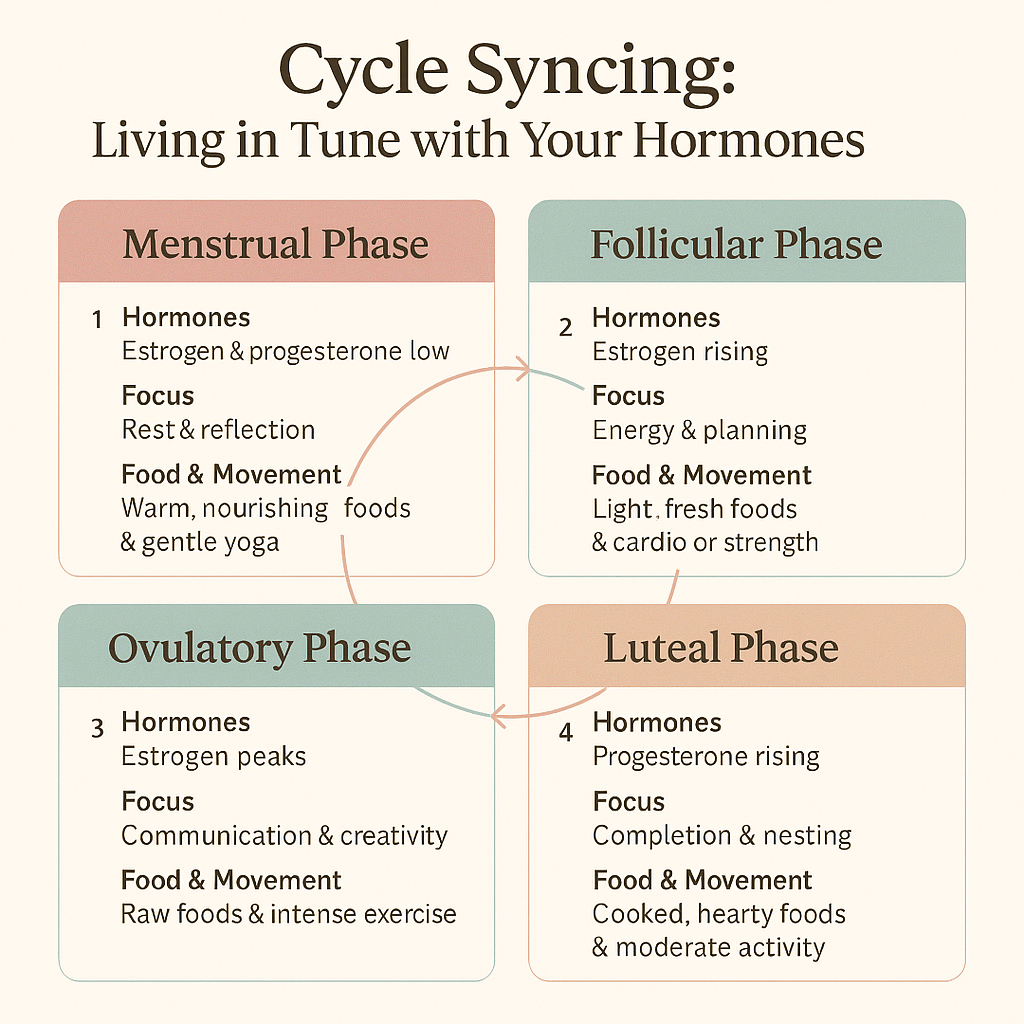 Cycle Syncing:
Living in Tune with Your Hormones
Menstrual Phase
1 Hormones
Estrogen & progesterone low
Focus
Rest & reflection
Food & Movement
Warm, nourishing foods
& gentle yoga
Follicular Phase
2 Hormones
Estrogen rising
Focus
Energy & planning
Food & Movement
Light. fresh foods
& cardio or strength
Ovulatory Phase
3 Hormones
Estrogen peaks
Focus
Communication & creativity
Food & Movement
Raw foods & intense exercise
Luteal Phase
4 Hormones
Progesterone rising
Focus
Completion & nesting
Food & Movement
Cooked, hearty foods
& moderate activity